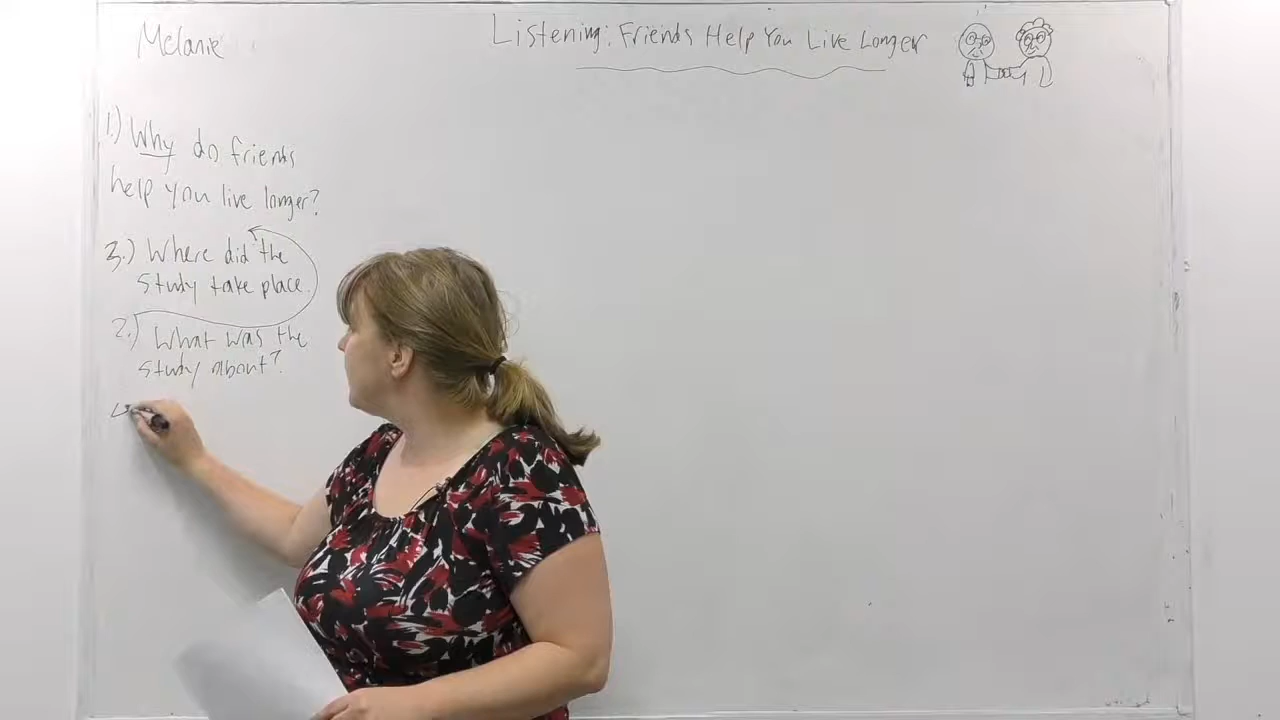 Melanie
Listening: Friends Help You Live Longer
1.) Why do friends
help you live longer?
3.) Where did the
study take place.
2.) What was the
study about?